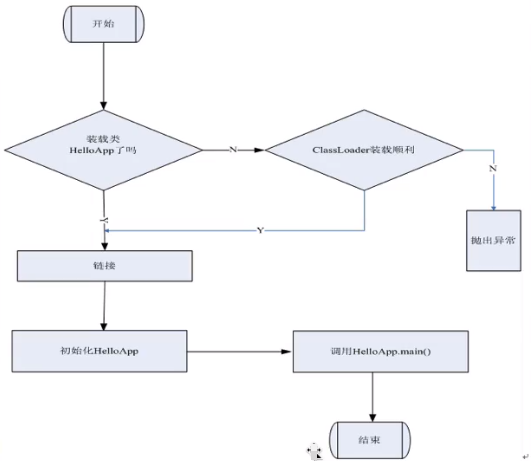 开始
装载类
HelloApp了吗
N
ClassLoader装载顺利
N
Y
Y
抛出异常
链接
初始化HelloApp
调用HelloApp.main()
结束